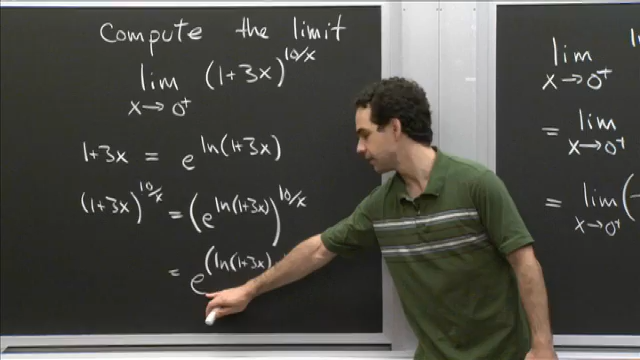 Compute the limit
lim (1+3x)^10/x
x→0⁺
1+3x = e^ln(1+3x)
(1+3x)^10/x = (e^ln(1+3x))^10/x
= e^(ln(1+3x)
lim
x→0⁺
= lim
x→0⁺
= lim(
x→0⁺